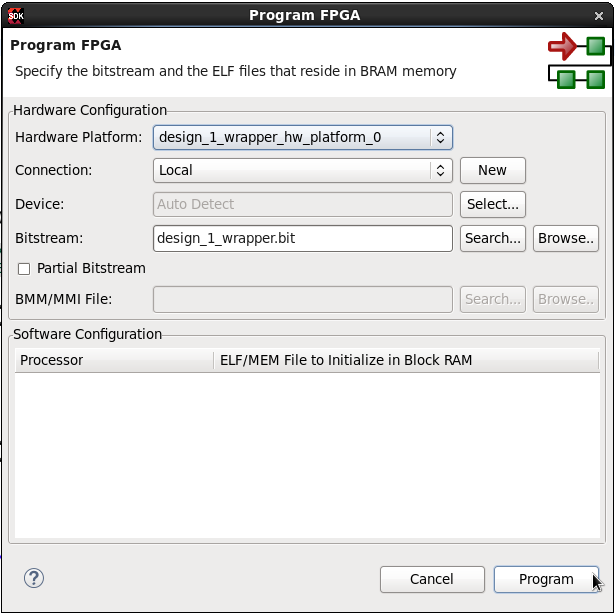 SDK
Program FPGA
Program FPGA
Specify the bitstream and the ELF files that reside in BRAM memory
Hardware Configuration
Hardware Platform: design_1_wrapper_hw_platform_0
Connection: Local New
Device: Auto Detect Select...
Bitstream: design_1_wrapper.bit Search... Browse..
Partial Bitstream
BMM/MMI File: Search... Browse..
Software Configuration
Processor ELF/MEM File to Initialize in Block RAM
? Cancel Program